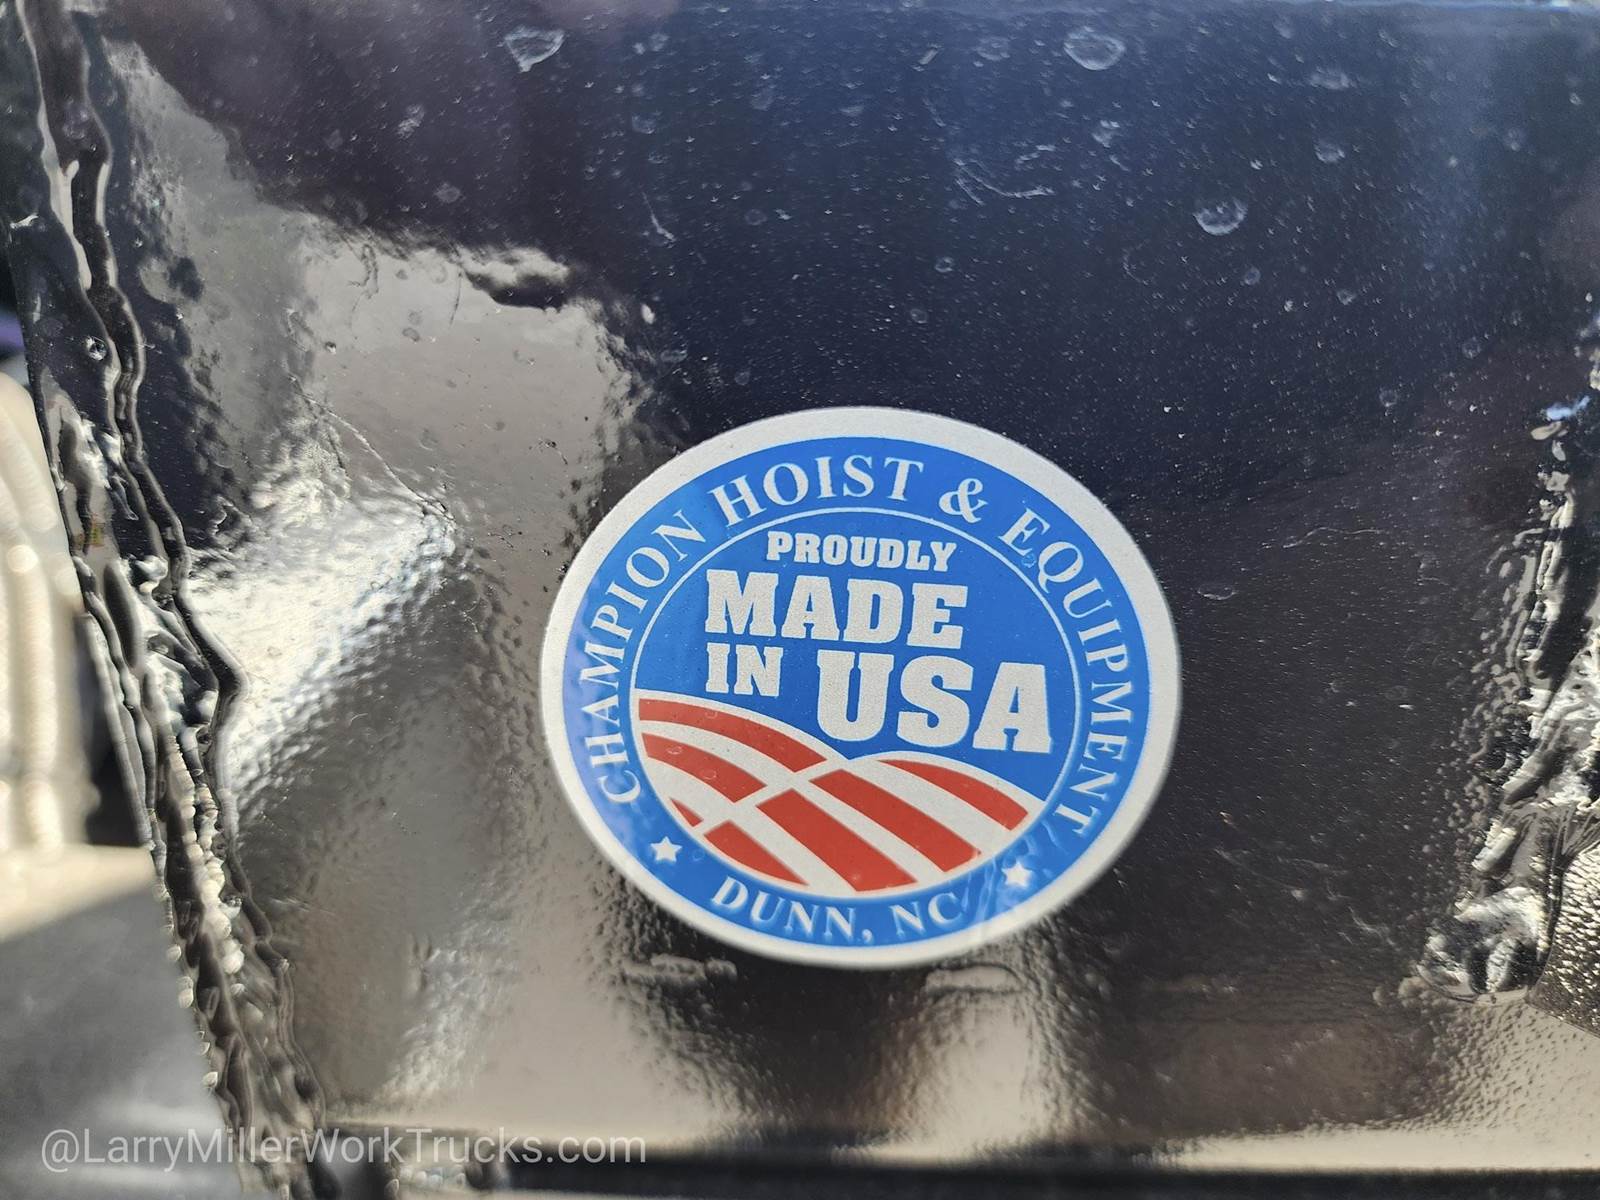 CHAMPION HOIST & EQUIPMENT
PROUDLY
MADE
IN USA
DUNN, NC
@LarryMillerWorkTrucks.com